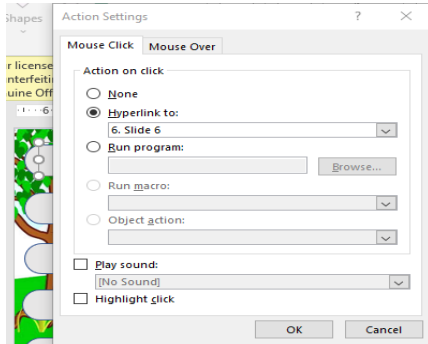 Shapes
Action Settings
? 
Mouse Click Mouse Over
r license
nterfeiti
uine Off
6
Action on click
None
Hyperlink to:
6. Slide 6
Run program:
Browse...
Run macro:
Object action:
Play sound:
[No Sound]
Highlight click
OK Cancel